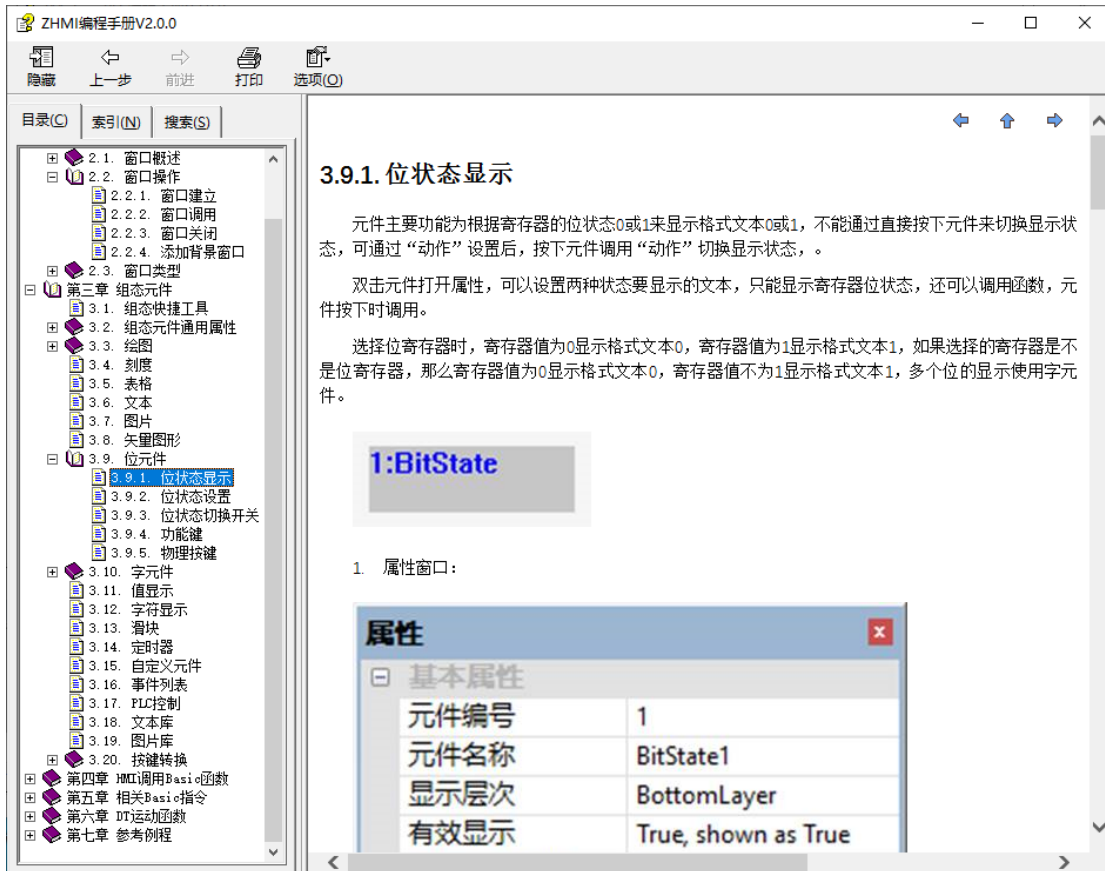 ZHMI编程手册V2.0.0
隐藏 上一步 前进 打印 选项(O)
目录(C) 索引(N) 搜索(S)
2.1. 窗口概述
2.2. 窗口操作
2.2.1. 窗口建立
2.2.2. 窗口调用
2.2.3. 窗口关闭
2.2.4. 添加背景窗口
2.3. 窗口类型
第三章 组态元件
3.1. 组态快捷工具
3.2. 组态元件通用属性
3.3. 绘图
3.4. 刻度
3.5. 表格
3.6. 文本
3.7. 图片
3.8. 矢量图形
3.9. 位元件
3.9.1. 位状态显示
3.9.2. 位状态设置
3.9.3. 位状态切换开关
3.9.4. 功能键
3.9.5. 物理按键
3.10. 字元件
3.11. 值显示
3.12. 字符显示
3.13. 滑块
3.14. 定时器
3.15. 自定义元件
3.16. 事件列表
3.17. PLC控制
3.18. 文本库
3.19. 图片库
3.20. 按键转换
第四章 HMI调用Basic函数
第五章 相关Basic指令
第六章 DT运动函数
第七章 参考例程
3.9.1. 位状态显示
元件主要功能为根据寄存器的位状态0或1来显示格式文本0或1，不能通过直接按下元件来切换显示状
态，可通过“动作”设置后，按下元件调用“动作”切换显示状态，。
双击元件打开属性，可以设置两种状态要显示的文本，只能显示寄存器位状态，还可以调用函数，元
件按下时调用。
选择位寄存器时，寄存器值为0显示格式文本0，寄存器值为1显示格式文本1，如果选择的寄存器是不
是位寄存器，那么寄存器值为0显示格式文本0，寄存器值不为1显示格式文本1，多个位的显示使用字元
件。
1:BitState
1. 属性窗口：
属性
基本属性
元件编号 1
元件名称 BitState1
显示层次 BottomLayer
有效显示 True, shown as True